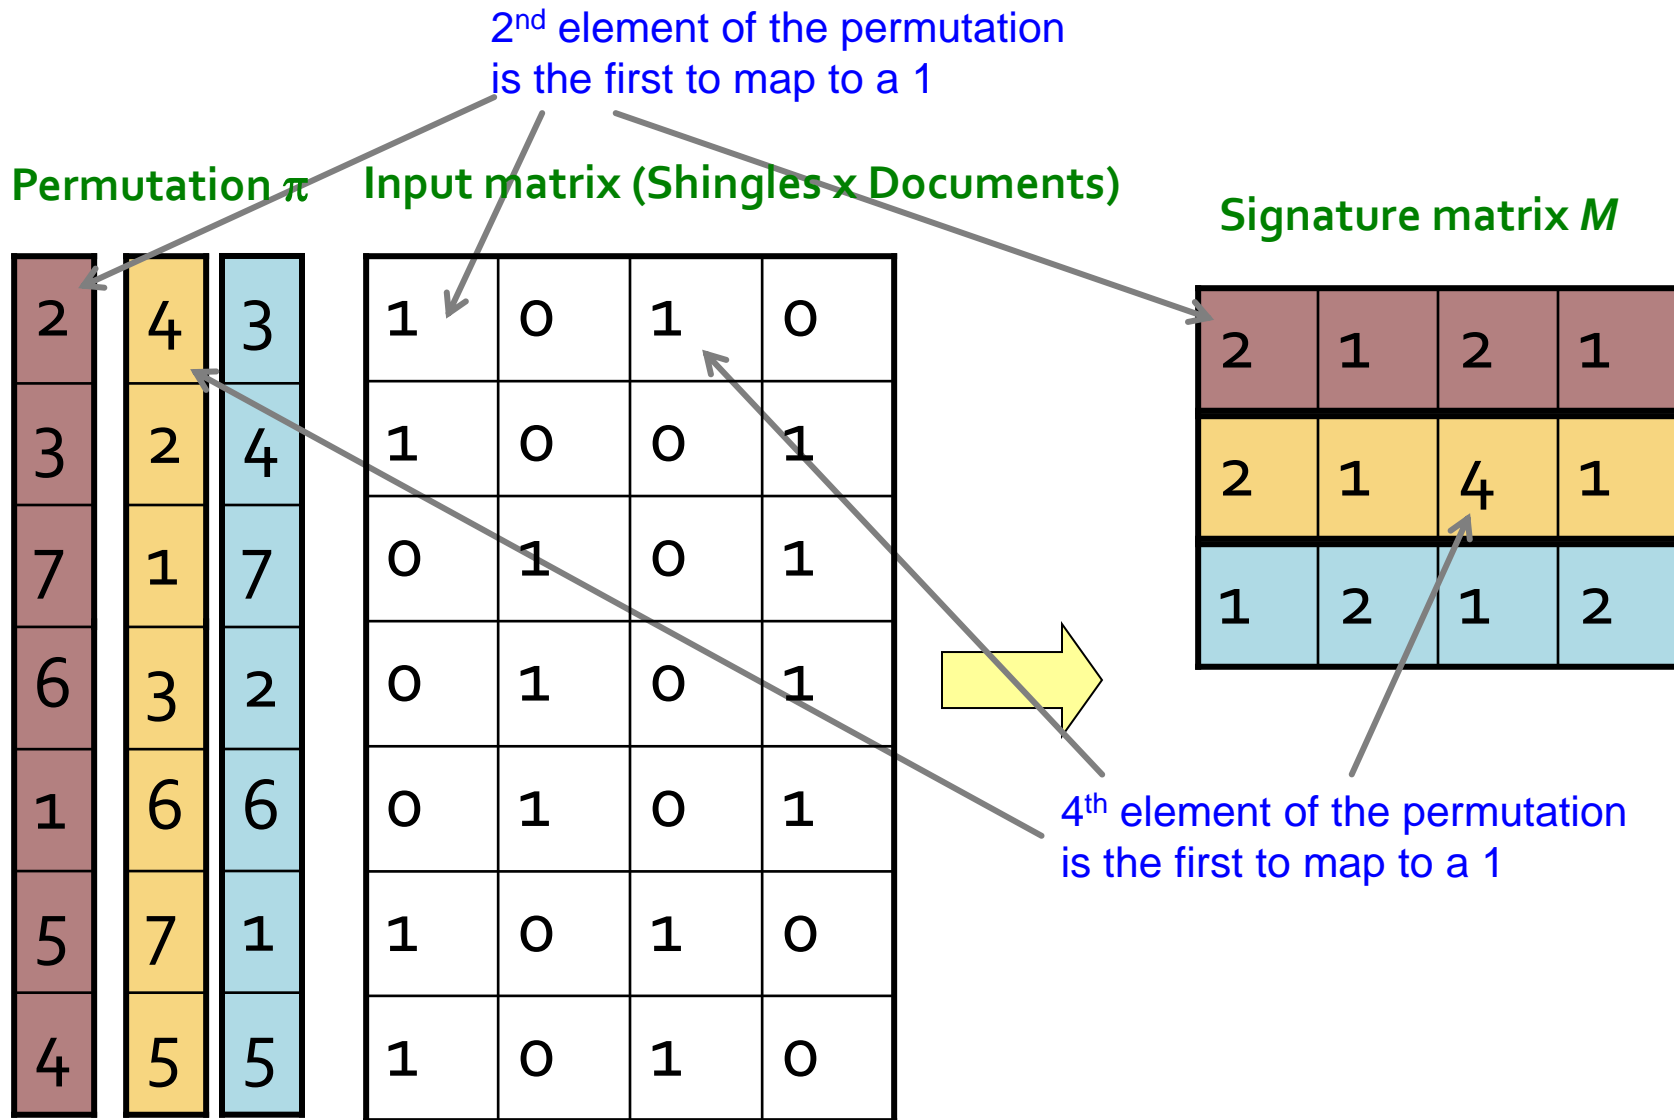 2nd element of the permutation
is the first to map to a 1
Permutation π
Input matrix (Shingles x Documents)
Signature matrix M
2 4 3 1 0 1 0
3 2 4 1 0 0 1
7 1 7 0 1 0 1
6 3 2 0 1 0 1
1 6 6 0 1 0 1
5 7 1 1 0 1 0
4 5 5 1 0 1 0
2 1 2 1
2 1 4 1
1 2 1 2
4th element of the permutation
is the first to map to a 1